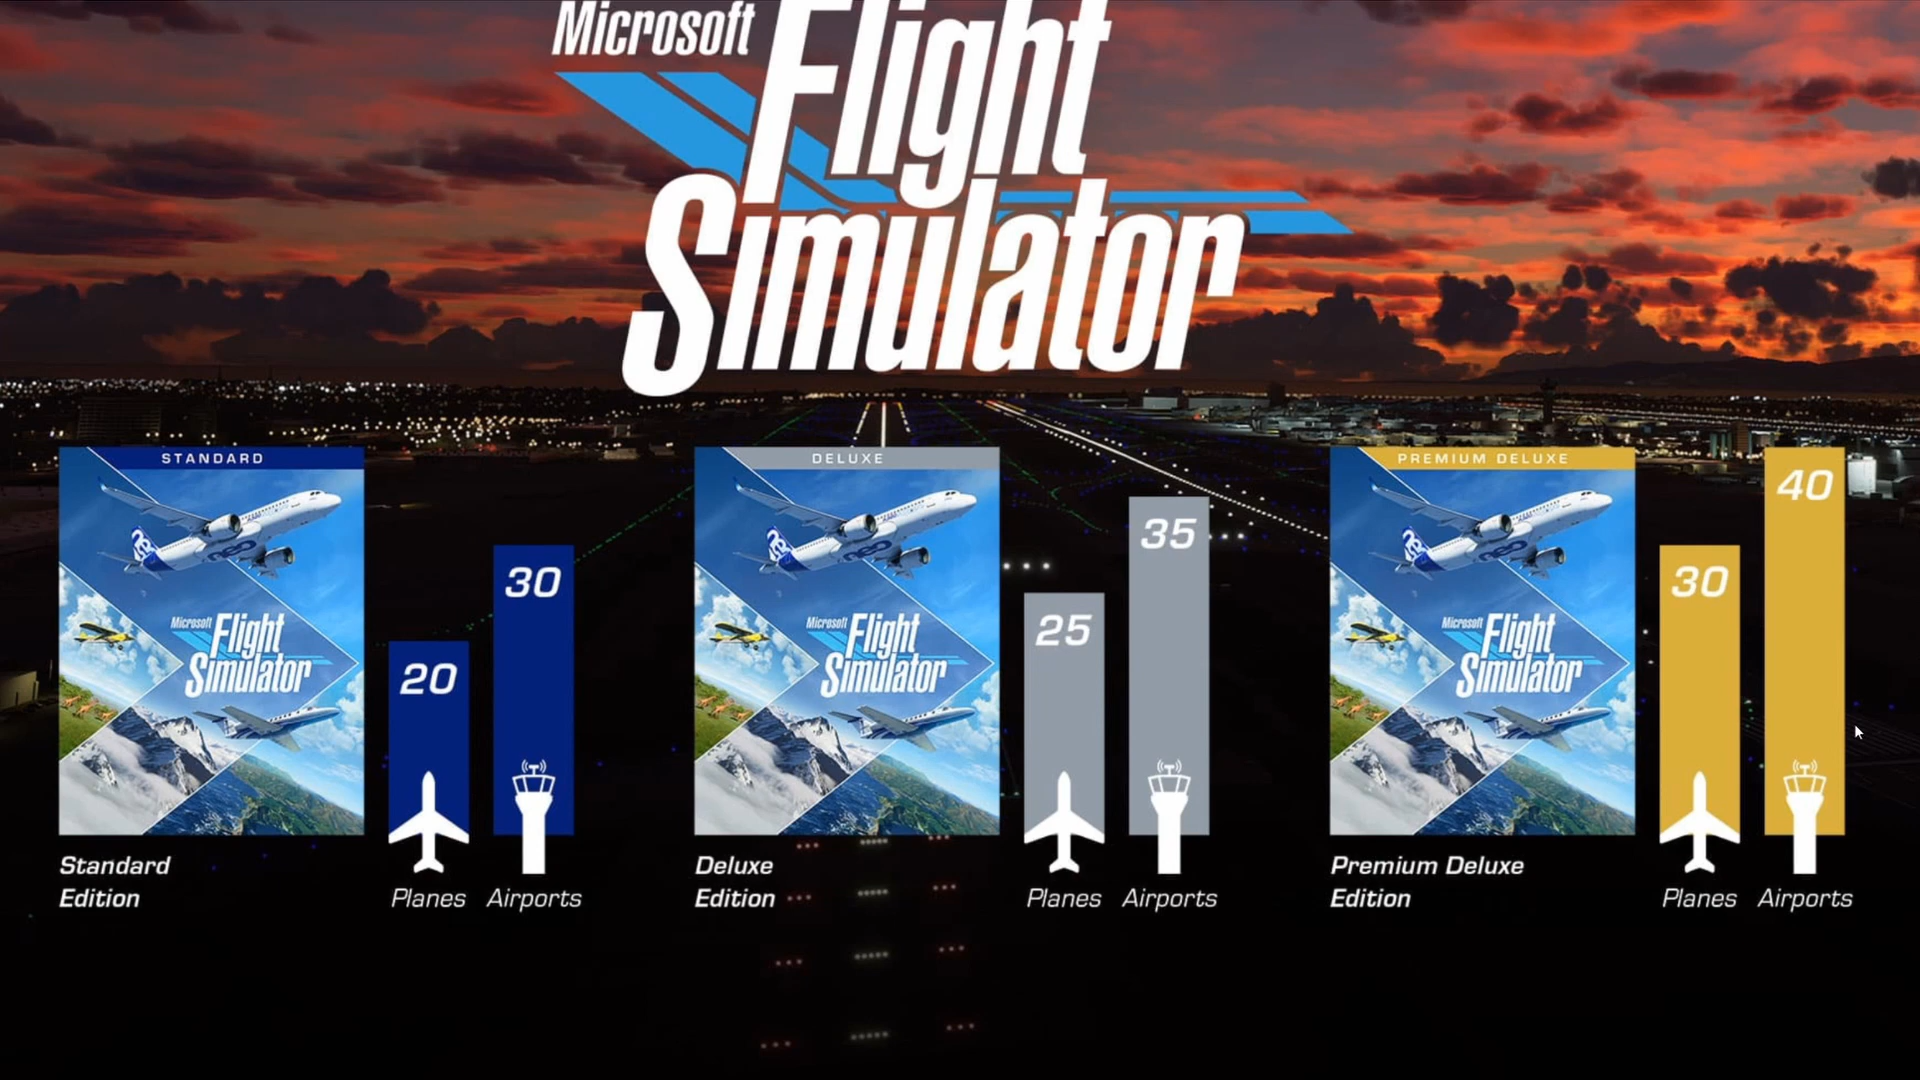 Microsoft
Flight
Simulator
STANDARD
Microsoft
Flight
Simulator
20
30
Standard
Edition
Planes
Airports
DELUXE
Microsoft
Flight
Simulator
25
35
Deluxe
Edition
Planes
Airports
PREMIUM DELUXE
Microsoft
Flight
Simulator
30
40
Premium Deluxe
Edition
Planes
Airports